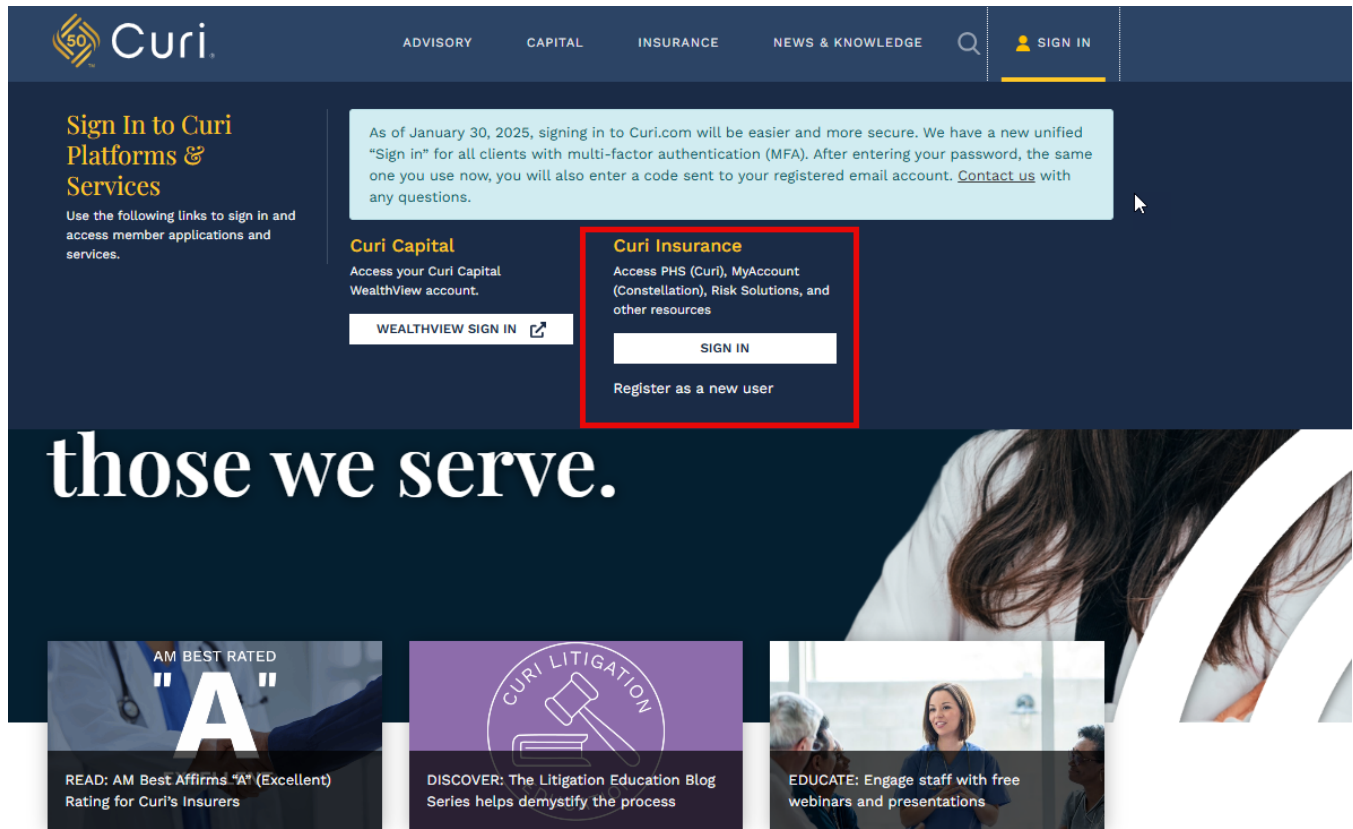 50
Curi.
ADVISORY
CAPITAL
INSURANCE
NEWS & KNOWLEDGE
SIGN IN
Sign In to Curi
Platforms &
Services
Use the following links to sign in and
access member applications and
services.
As of January 30, 2025, signing in to Curi.com will be easier and more secure. We have a new unified
“Sign in” for all clients with multi-factor authentication (MFA). After entering your password, the same
one you use now, you will also enter a code sent to your registered email account. Contact us with
any questions.
Curi Capital
Access your Curi Capital
WealthView account.
WEALTHVIEW SIGN IN
Curi Insurance
Access PHS (Curi), MyAccount
(Constellation), Risk Solutions, and
other resources
SIGN IN
Register as a new user
those we serve.
AM BEST RATED
"A"
READ: AM Best Affirms “A” (Excellent)
Rating for Curi’s Insurers
CURI LITIGATION
EDUCATION
DISCOVER: The Litigation Education Blog
Series helps demystify the process
EDUCATE: Engage staff with free
webinars and presentations